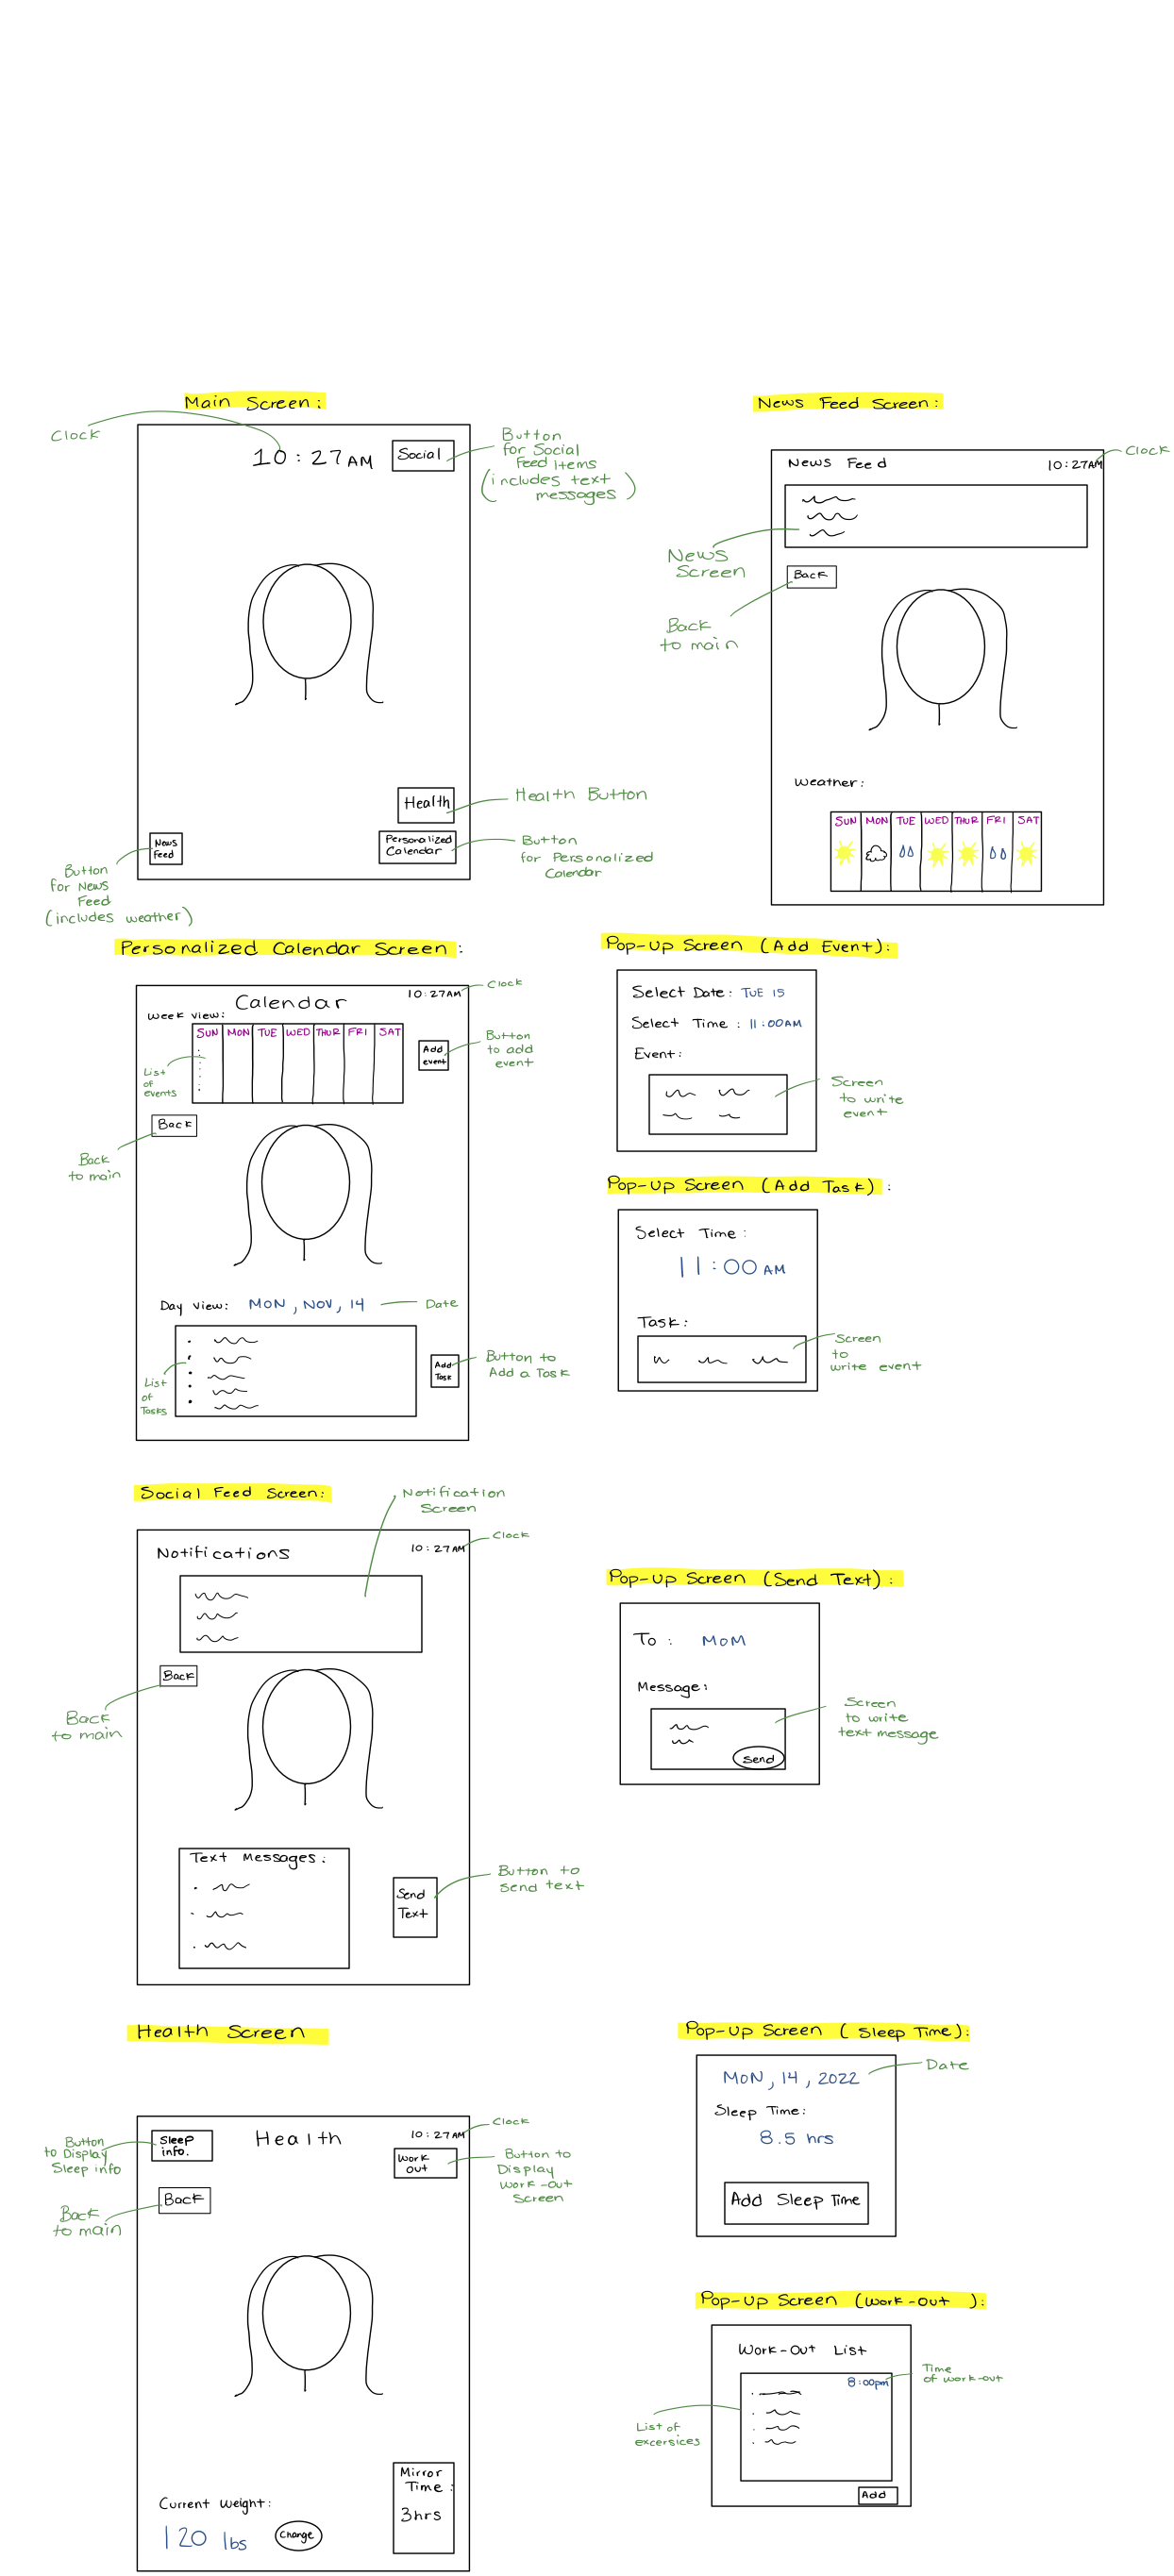 Main Screen:
Clock
10:27 AM
Social
Button
for Social
Feed Items
(includes text
messages)
Health
Health Button
Personalized
Calendar
Button
for Personalized
Calendar
News
Feed
Button
for News
Feed
(includes weather)
News Feed Screen:
News Feed
10:27AM
Clock
News
Screen
Back
Back
to main
Weather:
SUN MON TUE WED THUR FRI SAT
Personalized Calendar Screen:
Calendar
10:27AM
Clock
Week view:
SUN MON TUE WED THUR FRI SAT
Add
event
Button
to add
event
List
of
events
Back
Back
to main
Day view: MON, NOV, 14
Date
Add
Task
Button to
Add a Task
List
of
Tasks
Pop-up Screen (Add Event):
Select Date: TUE 15
Select Time: 11:00AM
Event:
Screen
to write
event
Pop-up Screen (Add Task):
Select Time:
11:00 AM
Task:
Screen
to
write event
Social Feed Screen:
Notification
Screen
Notifications
10:27AM
Clock
Back
Back
to main
Text Messages:
Send
Text
Button to
Send text
Pop-up Screen (Send Text):
To: MOM
Message:
Send
Screen
to write
text message
Health Screen
Sleep
info.
Health
10:27AM
Clock
Button
to Display
Sleep info
Work
out
Button to
Display
work-out
Screen
Back
Back
to main
Mirror
Time:
3hrs
Current Weight:
120 lbs
Change
Pop-up Screen (Sleep Time):
MON, 14, 2022
Date
Sleep Time:
8.5 hrs
Add Sleep Time
Pop-up Screen (Work-Out ):
Work-Out List
8:00pm
Time
of work-out
List of
excersices
Add